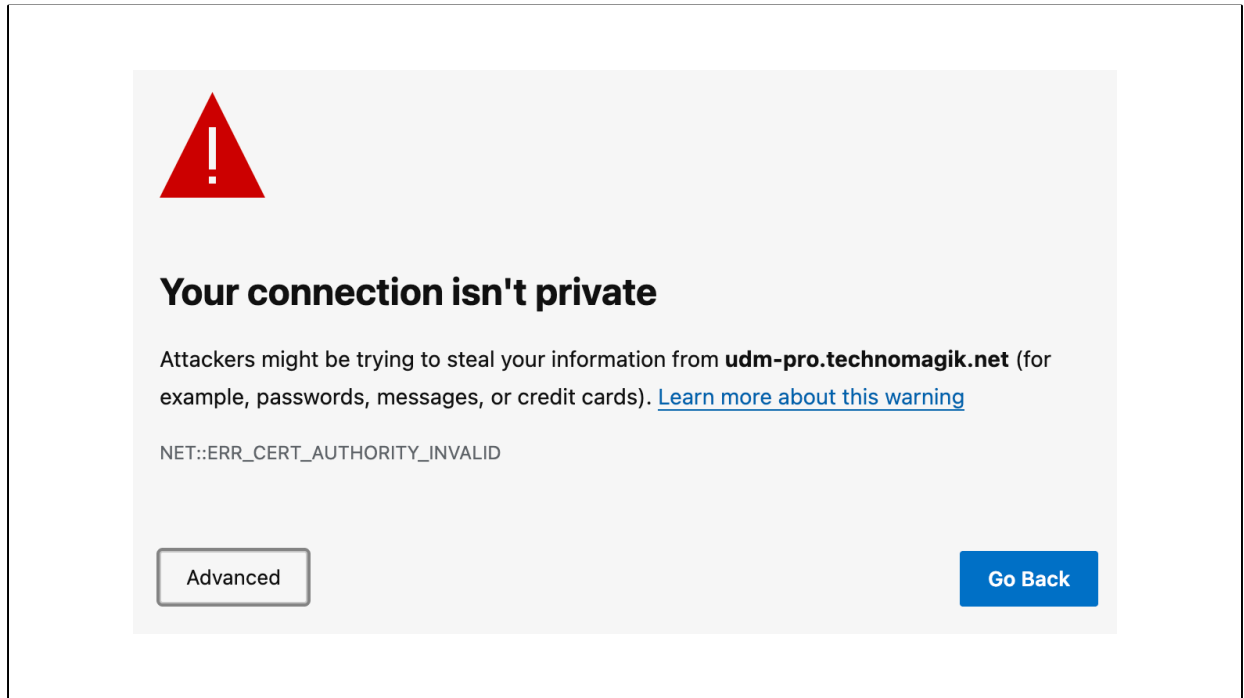 Your connection isn't private
Attackers might be trying to steal your information from udm-pro.technomagik.net (for
example, passwords, messages, or credit cards). Learn more about this warning
NET::ERR_CERT_AUTHORITY_INVALID
Advanced
Go Back